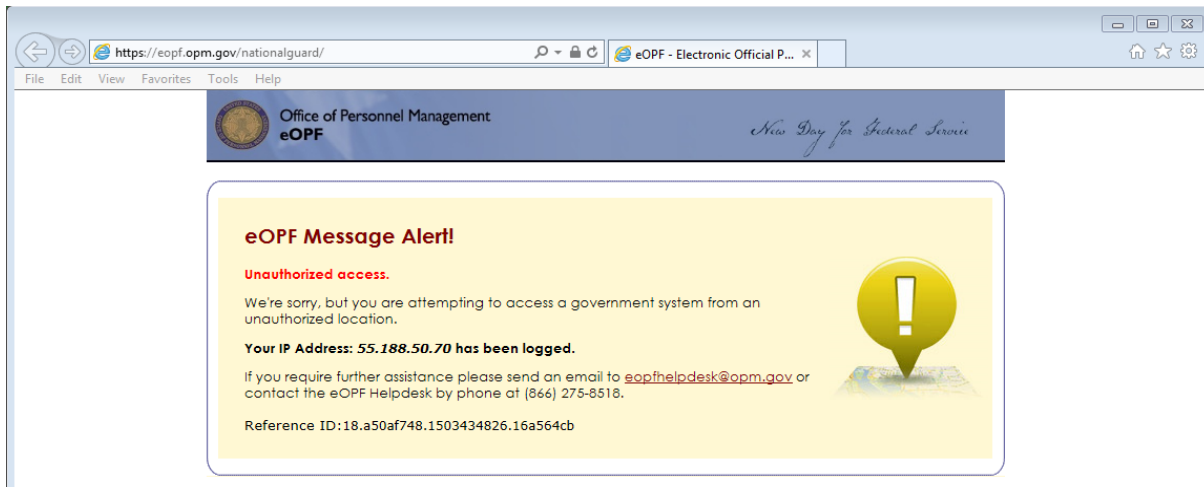 https://eopf.opm.gov/nationalguard/
eOPF - Electronic Official P...
File Edit View Favorites Tools Help
Office of Personnel Management
eOPF
New Day for Federal Service
eOPF Message Alert!
Unauthorized access.
We're sorry, but you are attempting to access a government system from an
unauthorized location.
Your IP Address: 55.188.50.70 has been logged.
If you require further assistance please send an email to eopfhelpdesk@opm.gov or
contact the eOPF Helpdesk by phone at (866) 275-8518.
Reference ID:18.a50af748.1503434826.16a564cb